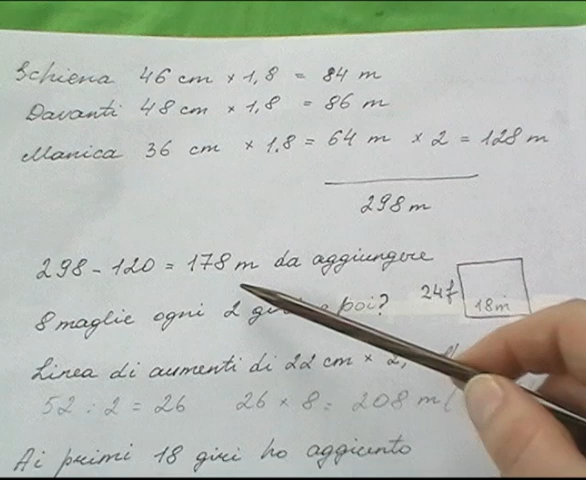 Schiena 46 cm × 1,8 = 84 m
Davanti 48 cm × 1,8 = 86 m
Manica 36 cm × 1,8 = 64 m × 2 = 128 m
298 m
298 - 120 = 178 m da aggiungere
24f
18m
8 maglie ogni 2 poi?
Linea di aumenti di 22 cm × 2,
52 : 2 = 26 26 × 8 = 208 m
Ai primi 18 giri ho aggiunto